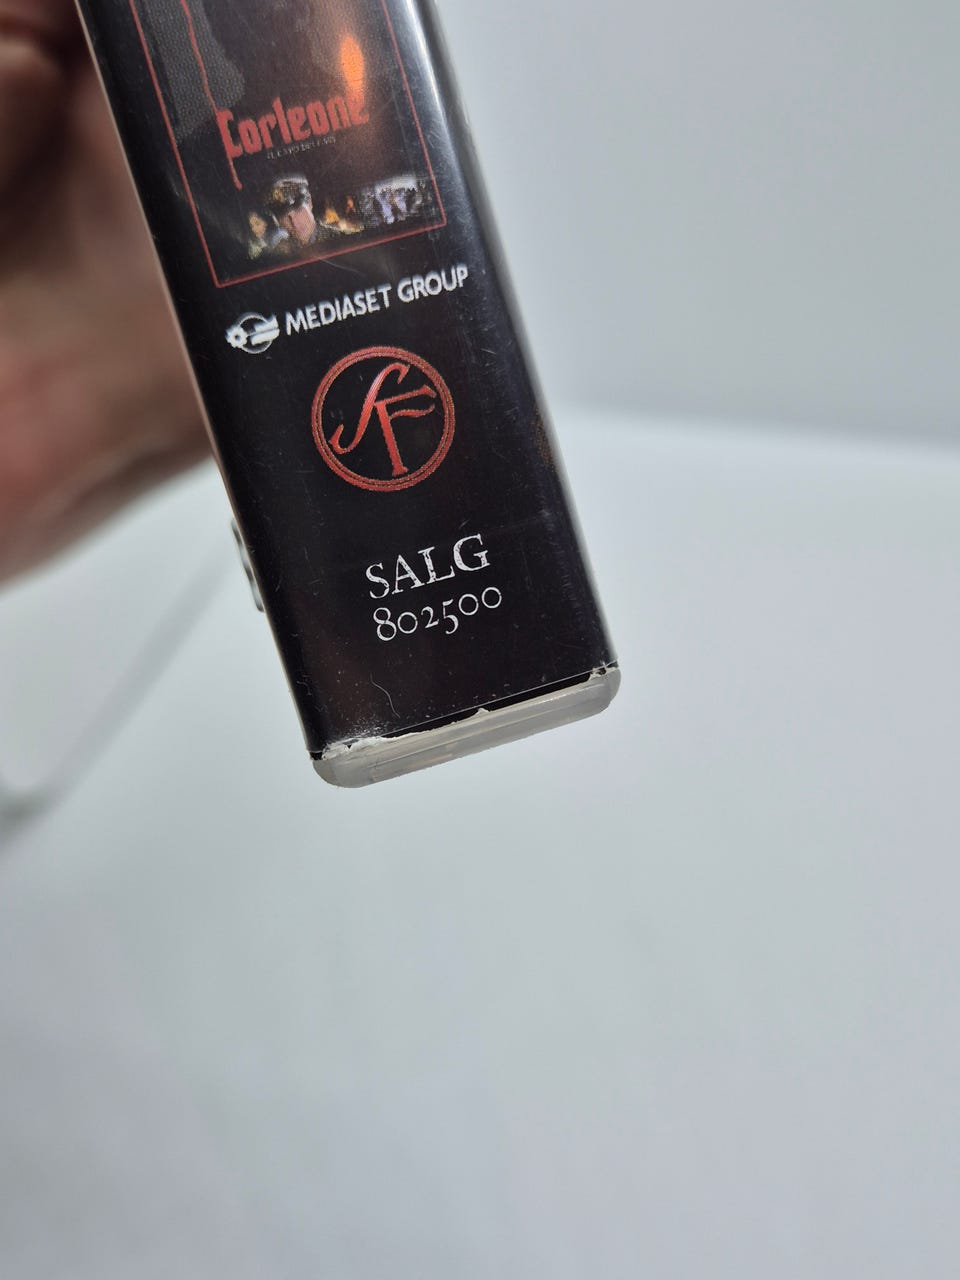 Corleone
MEDIASET GROUP
SF
SALG
802500